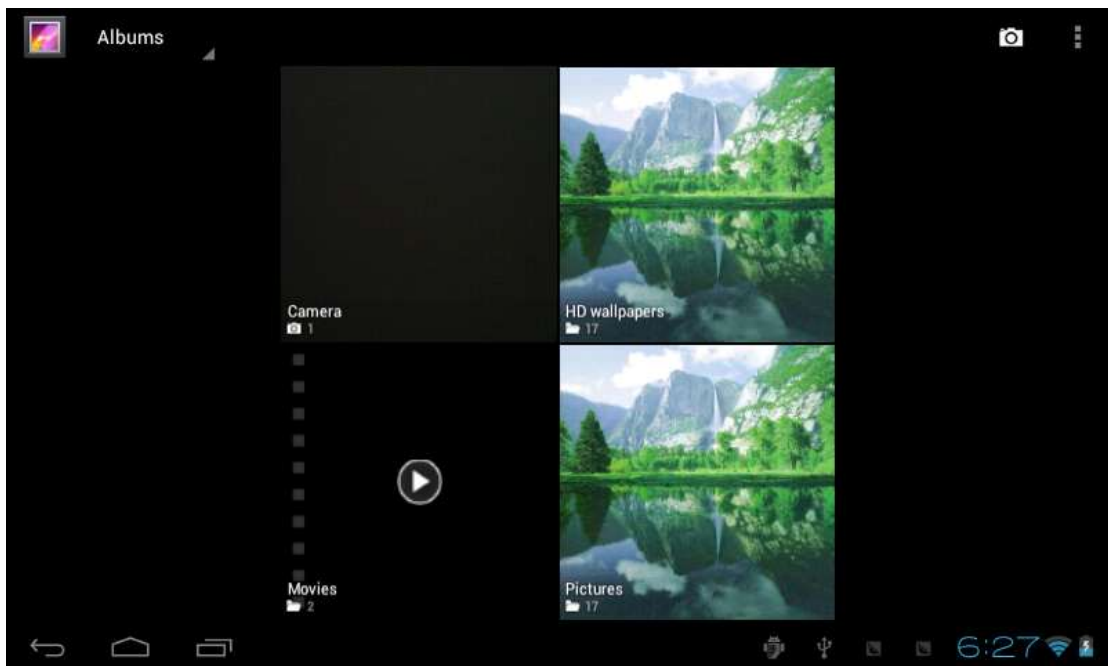 Albums
Camera
1
HD wallpapers
17
Movies
2
Pictures
17
6:27